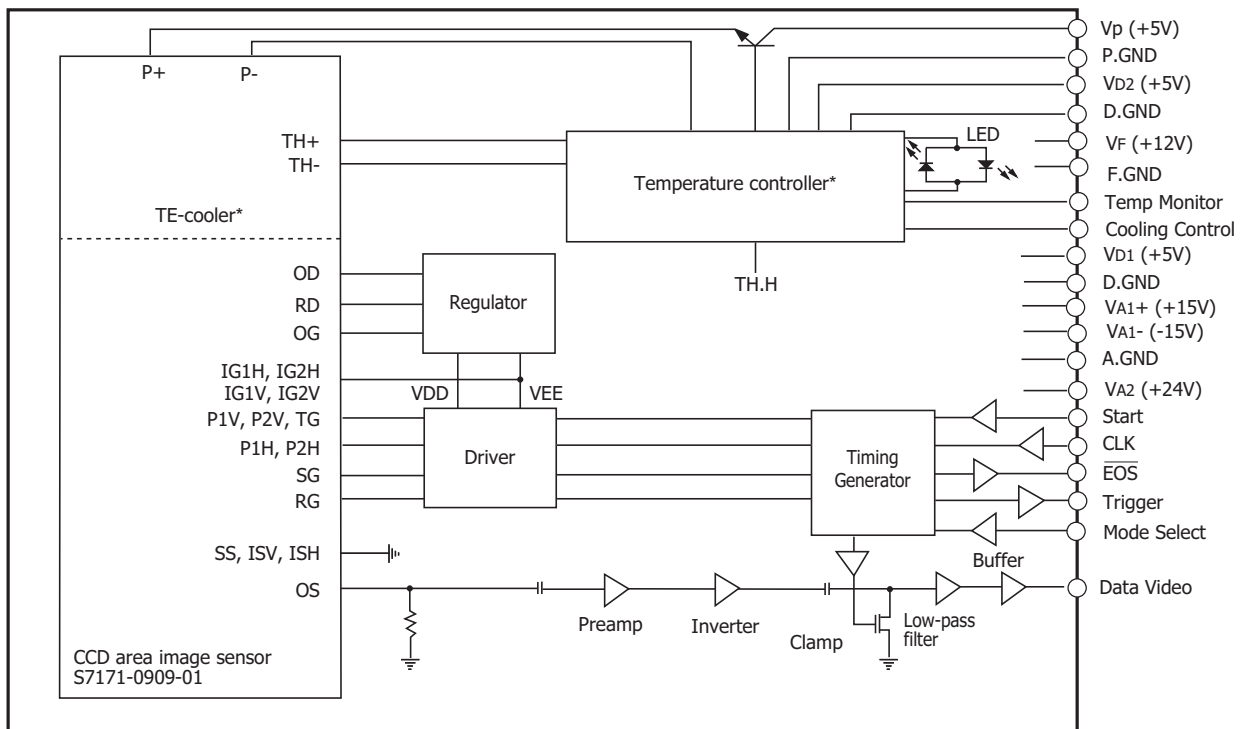 P+
P-
TH+
TH-
TE-cooler*
OD
RD
OG
IG1H, IG2H
IG1V, IG2V
P1V, P2V, TG
P1H, P2H
SG
RG
SS, ISV, ISH
OS
CCD area image sensor
S7171-0909-01
Temperature controller*
LED
TH.H
Regulator
VDD
VEE
Driver
Timing
Generator
Buffer
Preamp
Inverter
Clamp
Low-pass
filter
Vp (+5V)
P.GND
VD2 (+5V)
D.GND
VF (+12V)
F.GND
Temp Monitor
Cooling Control
VD1 (+5V)
D.GND
VA1+ (+15V)
VA1- (-15V)
A.GND
VA2 (+24V)
Start
CLK
E̅O̅S̅
Trigger
Mode Select
Data Video